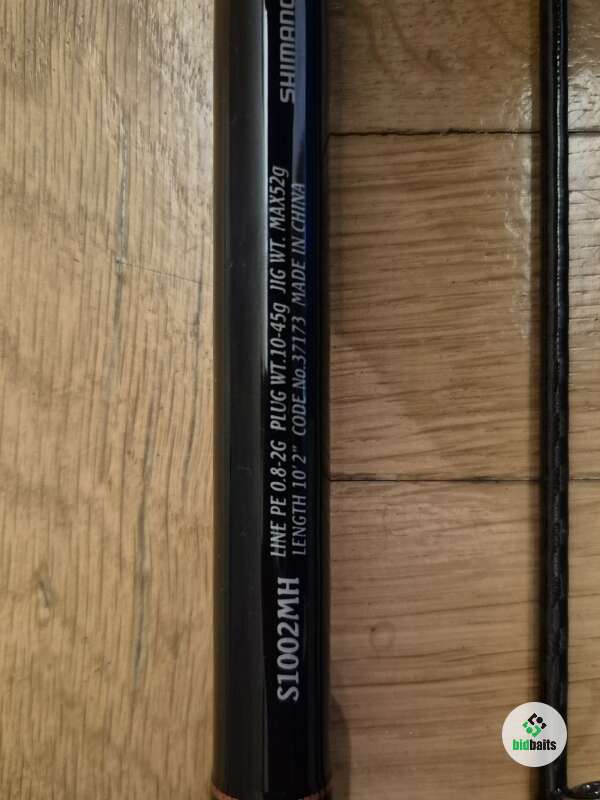 S1002MH
LINE PE 0.8-2G PLUG WT.10-45g JIG WT. MAX52g
LENGTH 10'2" CODE.No.37173 MADE IN CHINA
SHIMANO
bidbaits